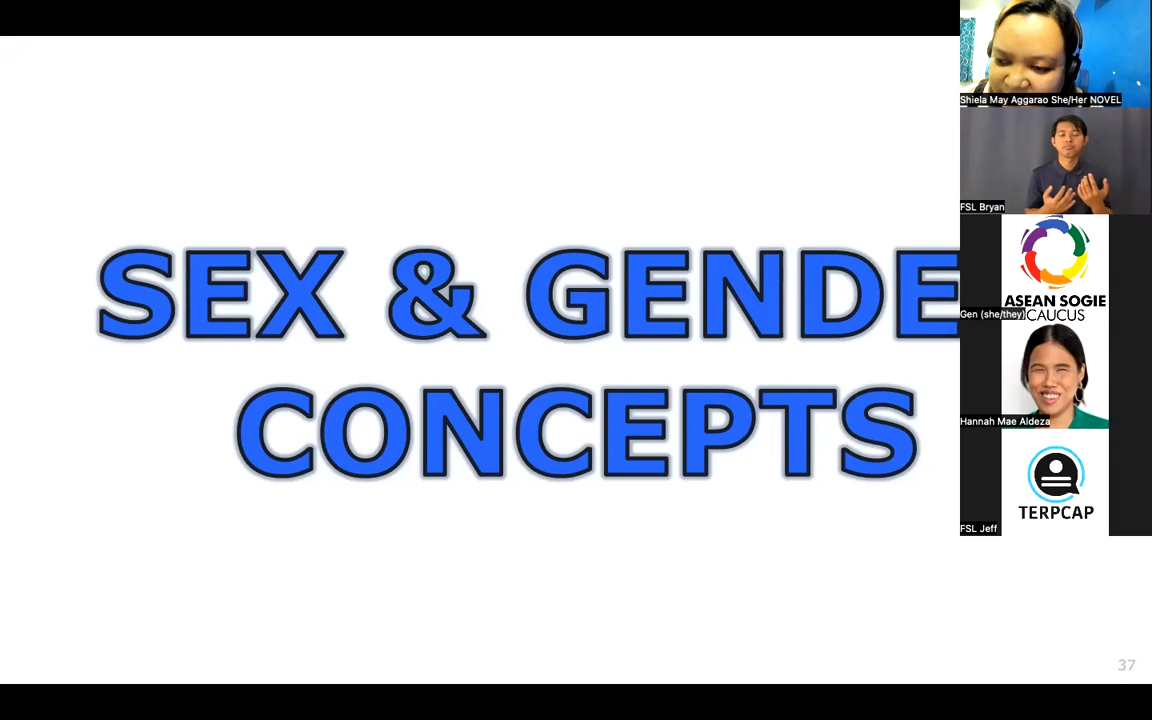 SEX & GENDE
CONCEPTS
37
Shiela May Aggarao She/Her NOVEL
FSL Bryan
ASEAN SOGIE
CAUCUS
Gen (she/they)
Hannah Mae Aldeza
TERPCAP
FSL Jeff